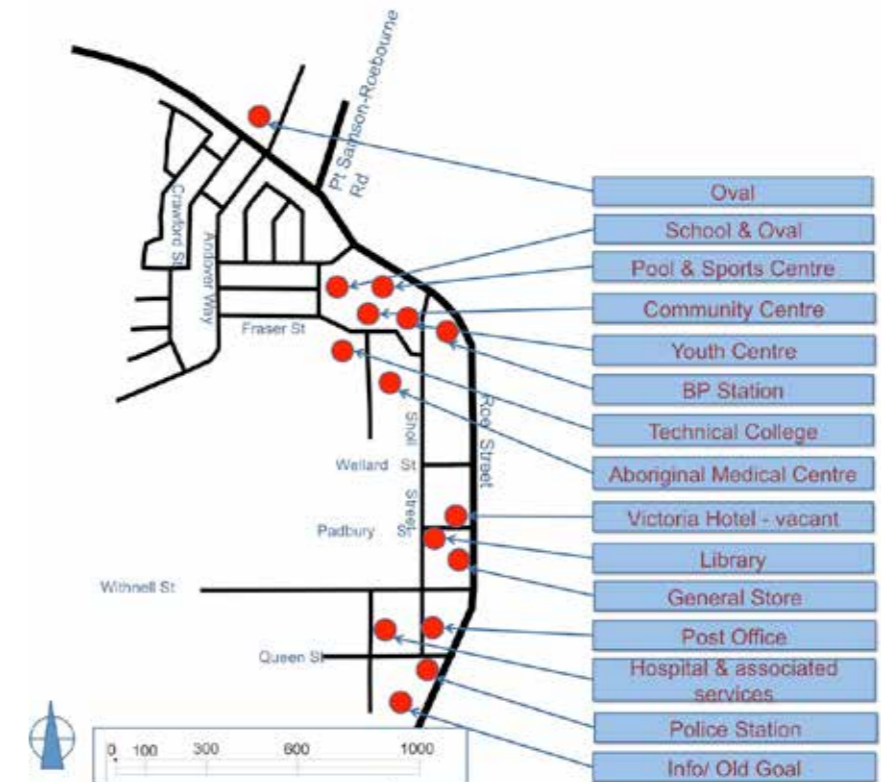 Pt Samson-Roebourne
Rd
Oval
School & Oval
Crawford St
Andover Way
Pool & Sports Centre
Community Centre
Fraser St
Youth Centre
BP Station
Roe Street
Technical College
Sholl
Street
Wellard St
Aboriginal Medical Centre
Victoria Hotel - vacant
Padbury St
Library
Withnell St
General Store
Post Office
Queen St
Hospital & associated
services
Police Station
0 100 300 600 1000
Info/ Old Goal